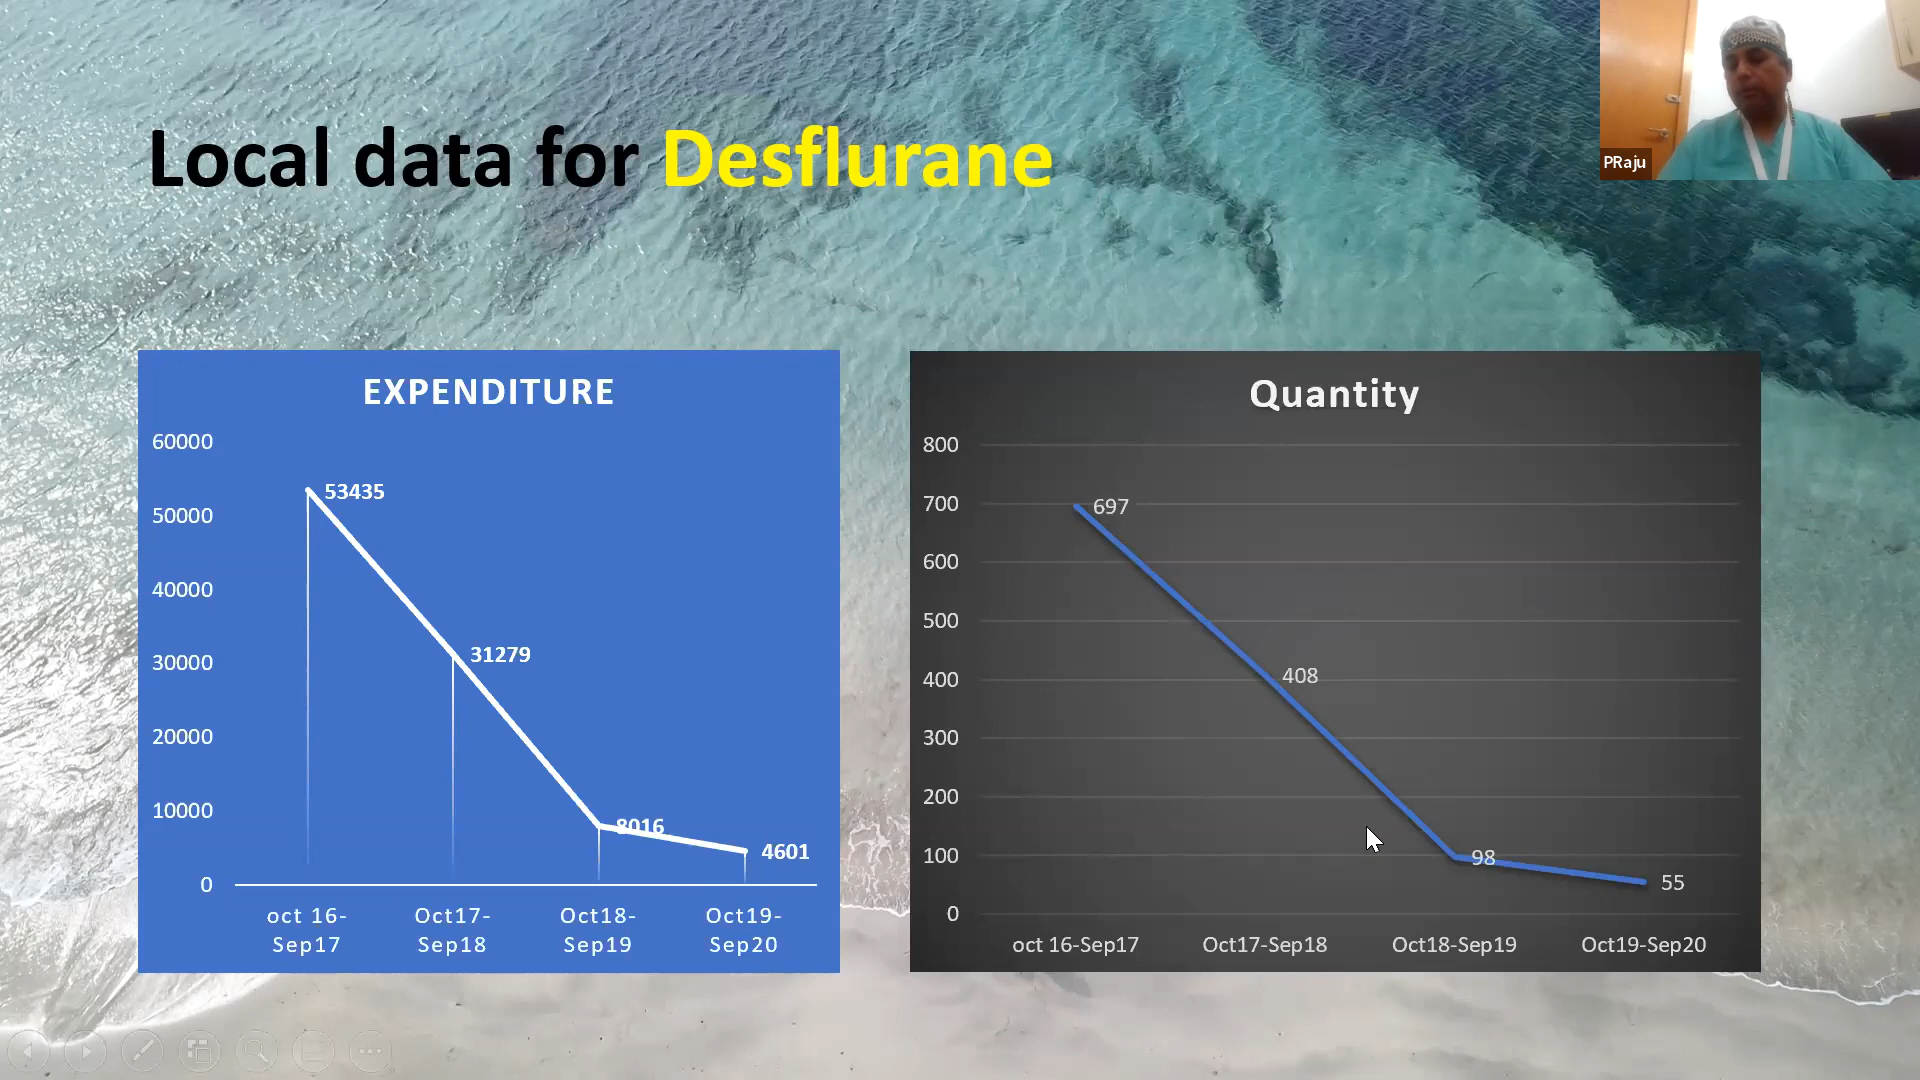 Local data for Desflurane
PRaju
EXPENDITURE
60000
50000
40000
30000
20000
10000
0
53435
31279
8016
4601
oct 16-
Sep17
Oct17-
Sep18
Oct18-
Sep19
Oct19-
Sep20
Quantity
800
700
600
500
400
300
200
100
0
697
408
98
55
oct 16-Sep17
Oct17-Sep18
Oct18-Sep19
Oct19-Sep20